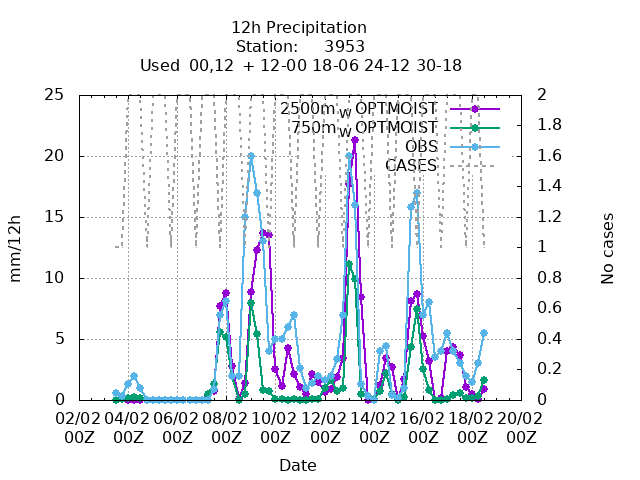 12h Precipitation
Station: 3953
Used 00,12 + 12-00 18-06 24-12 30-18
mm/12h
25
20
15
10
5
0
No cases
2
1.8
1.6
1.4
1.2
1
0.8
0.6
0.4
0.2
0
2500m_W OPTMOIST
750m_W OPTMOIST
OBS
CASES
02/02 04/02 06/02 08/02 10/02 12/02 14/02 16/02 18/02 20/02
00Z 00Z 00Z 00Z 00Z 00Z 00Z 00Z 00Z 00Z
Date